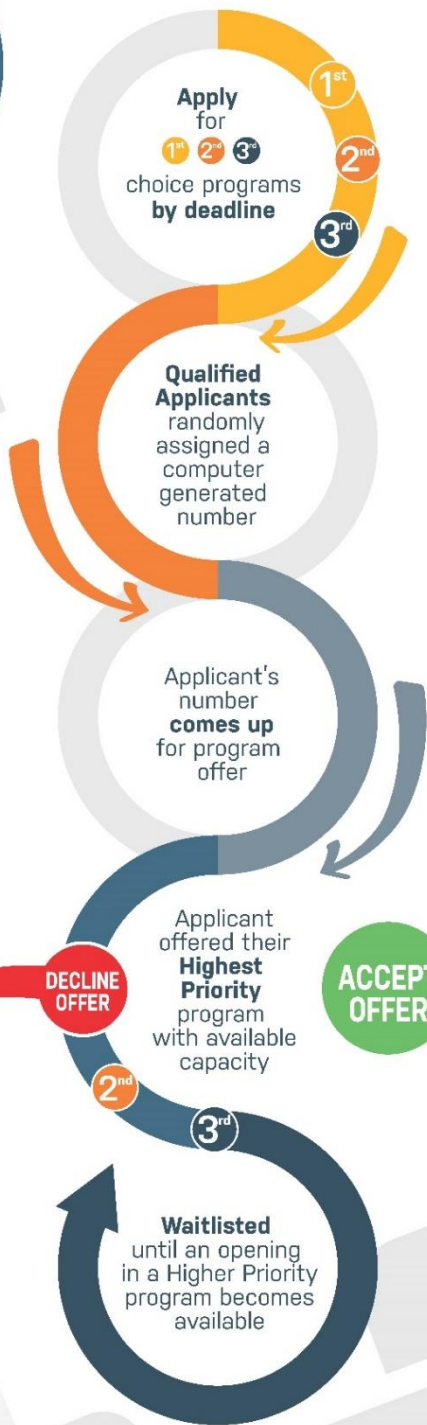 Apply
for
1st 2nd 3rd
choice programs
by deadline
1st
2nd
3rd
Qualified
Applicants
randomly
assigned a
computer
generated
number
Applicant's
number
comes up
for program
offer
Applicant
offered their
Highest
Priority
program
with available
capacity
DECLINE
OFFER
ACCEPT
OFFER
2nd
3rd
Waitlisted
until an opening
in a Higher Priority
program becomes
available